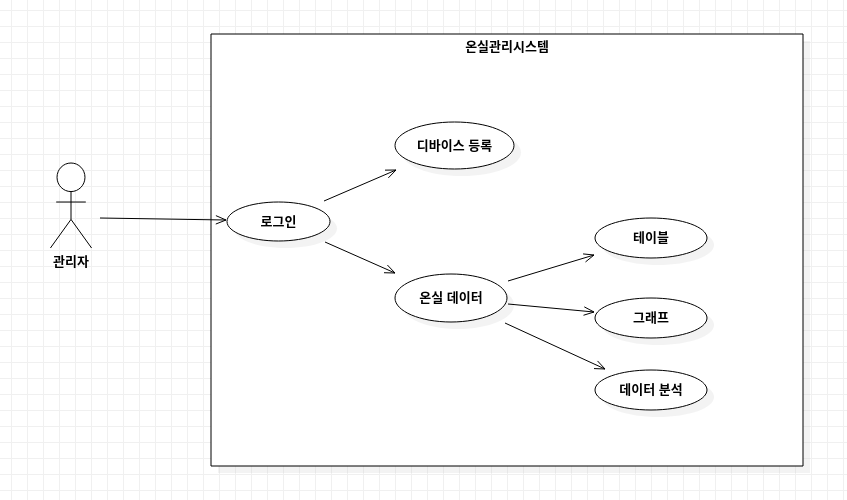 온실관리시스템
디바이스 등록
로그인
테이블
관리자
온실 데이터
그래프
데이터 분석